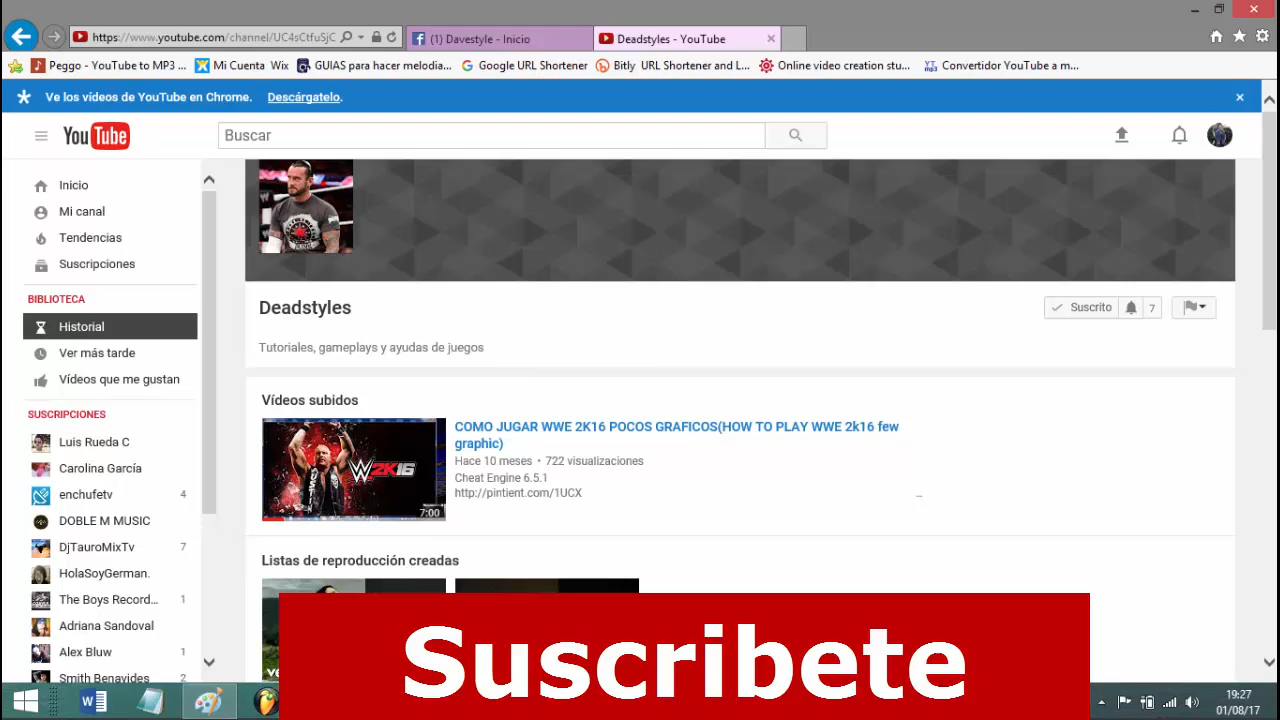 https://www.youtube.com/channel/UC4sCtfuSjC
(1) Davestyle - Inicio
Deadstyles - YouTube
Peggo - YouTube to MP3 ...
Mi Cuenta Wix
GUIAS para hacer melodia...
Google URL Shortener
Bitly URL Shortener and L...
Online video creation stu...
Convertidor YouTube a m...
Ve los vídeos de YouTube en Chrome. Descárgatelo.
YouTube
Buscar
Inicio
Mi canal
Tendencias
Suscripciones
BIBLIOTECA
Historial
Ver más tarde
Vídeos que me gustan
SUSCRIPCIONES
Luis Rueda C
Carolina García
enchufetv 4
DOBLE M MUSIC
DjTauroMixTv 7
HolaSoyGerman.
The Boys Record... 1
Adriana Sandoval
Alex Bluw 1
Smith Benavides 2
Deadstyles
Suscrito 7
Tutoriales, gameplays y ayudas de juegos
Vídeos subidos
W2K16
7:00
COMO JUGAR WWE 2K16 POCOS GRAFICOS(HOW TO PLAY WWE 2k16 few
graphic)
Hace 10 meses • 722 visualizaciones
Cheat Engine 6.5.1
http://pintient.com/1UCX
Listas de reproducción creadas
Suscribete
19:27
01/08/17